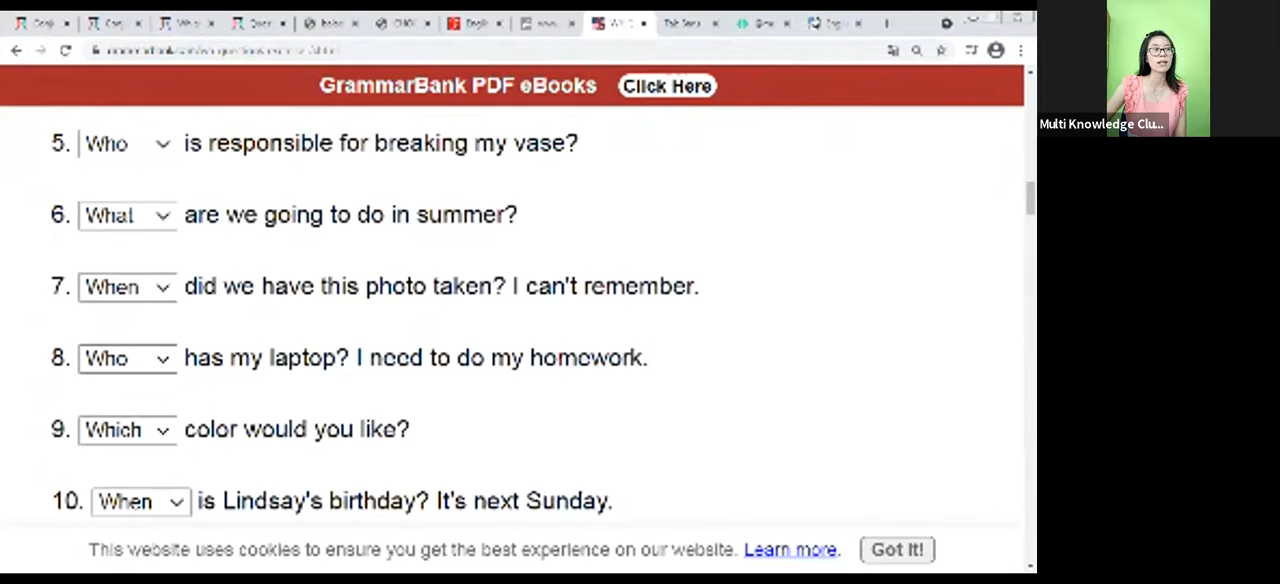 GrammarBank PDF eBooks Click Here
Multi Knowledge Clu...
5. Who is responsible for breaking my vase?
6. What are we going to do in summer?
7. When did we have this photo taken? I can't remember.
8. Who has my laptop? I need to do my homework.
9. Which color would you like?
10. When is Lindsay's birthday? It's next Sunday.
This website uses cookies to ensure you get the best experience on our website. Learn more. Got It!